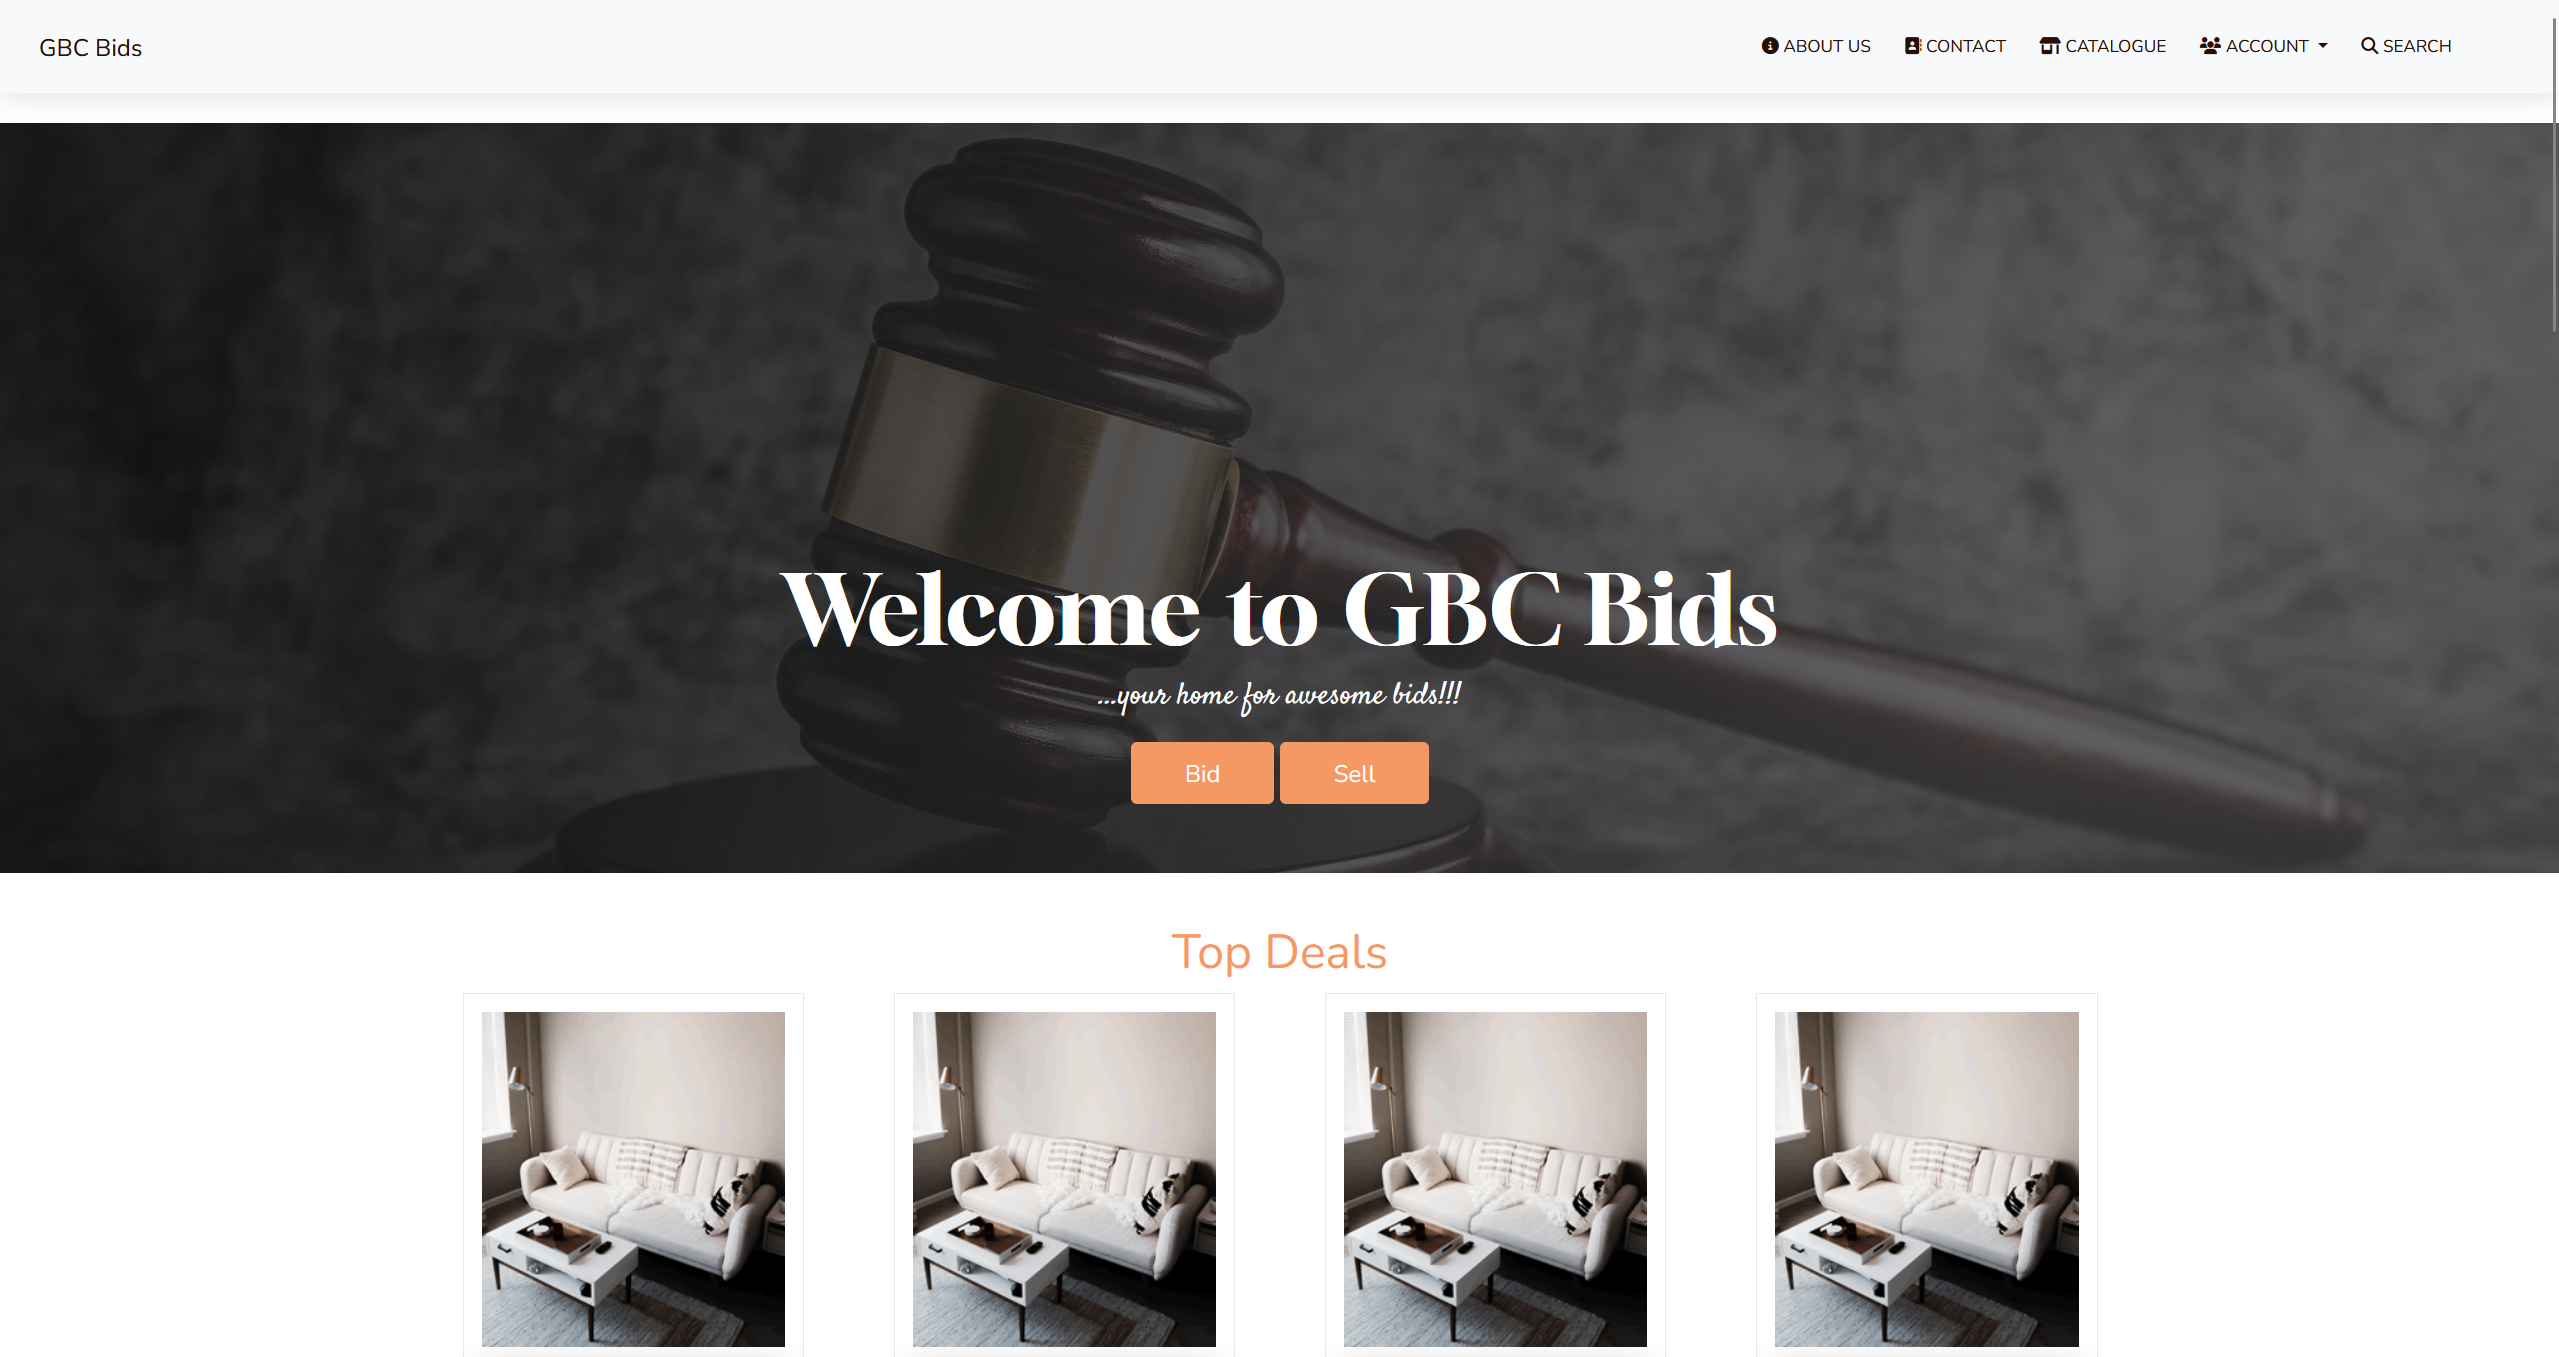 GBC Bids
ABOUT US CONTACT CATALOGUE ACCOUNT SEARCH
Welcome to GBC Bids
...your home for awesome bids!!!
Bid Sell
Top Deals